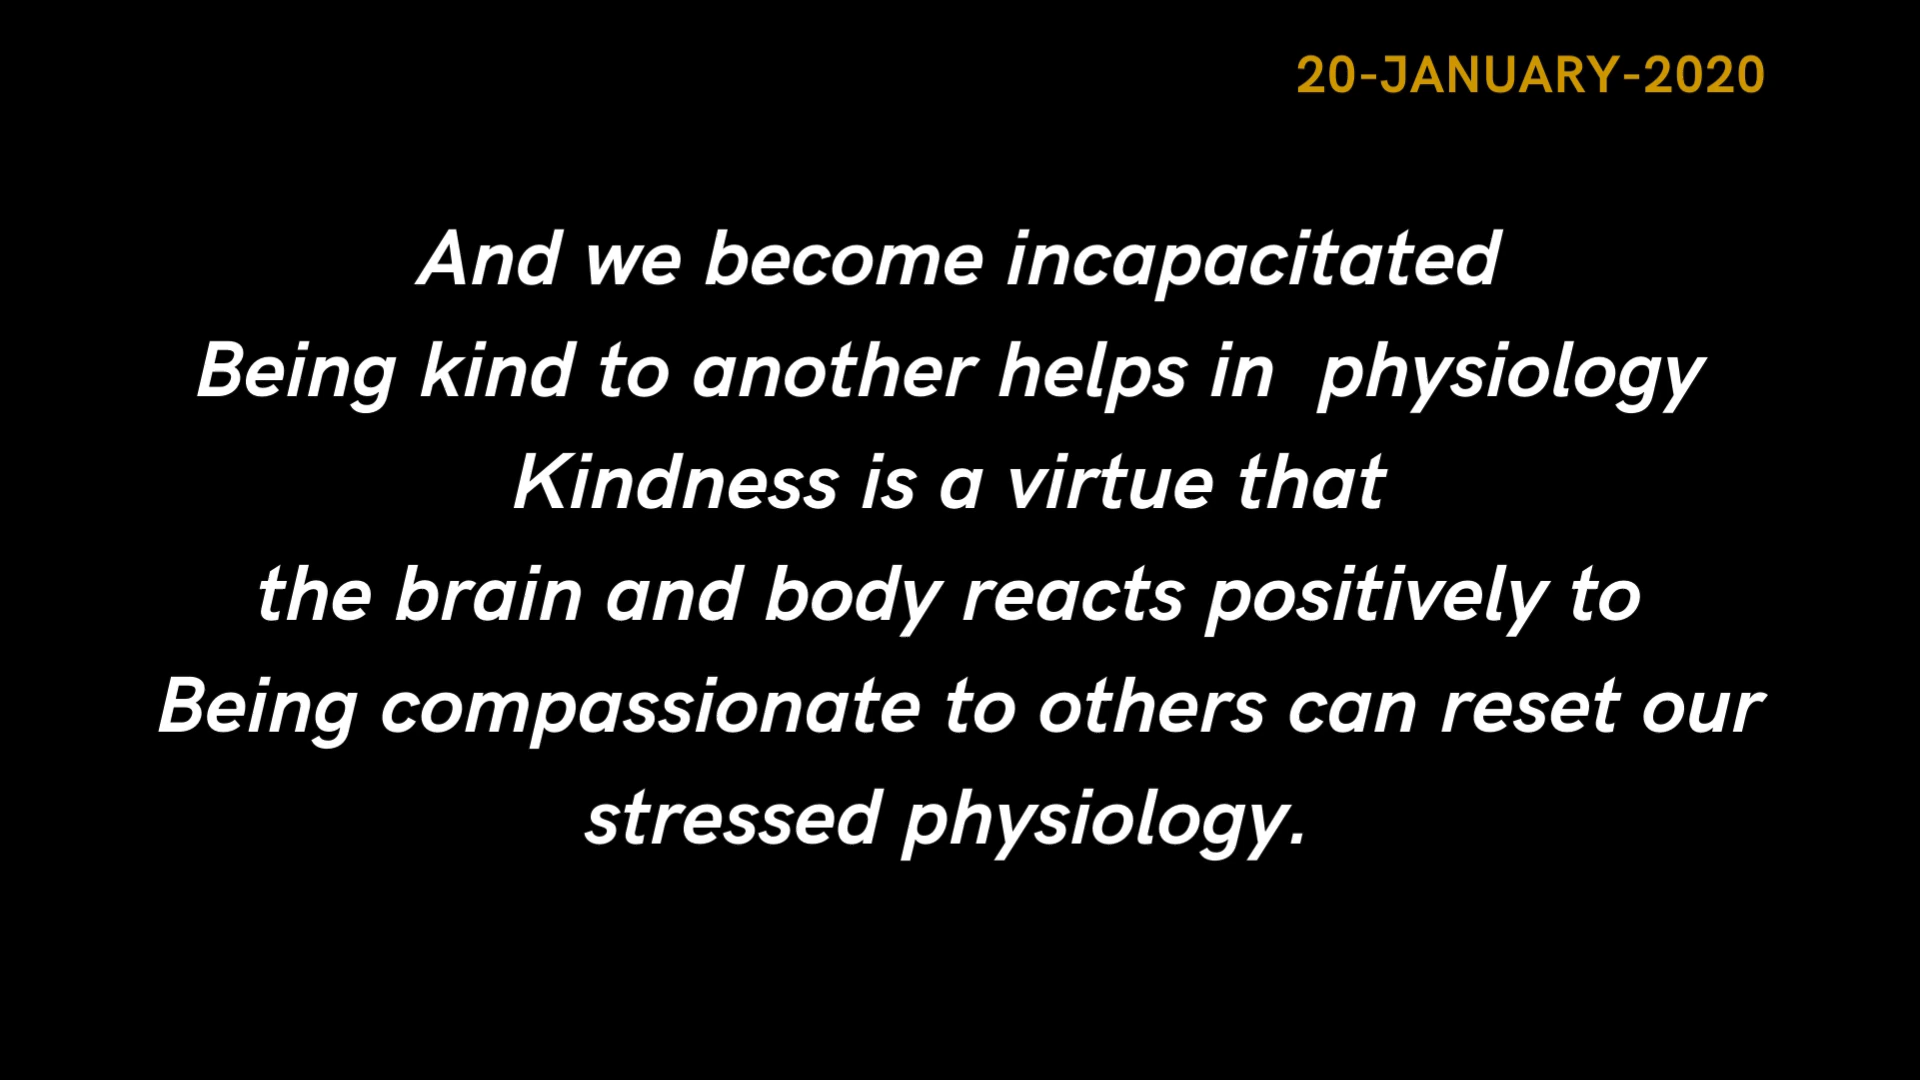 20-JANUARY-2020
And we become incapacitated
Being kind to another helps in  physiology
Kindness is a virtue that
the brain and body reacts positively to
Being compassionate to others can reset our
stressed physiology.